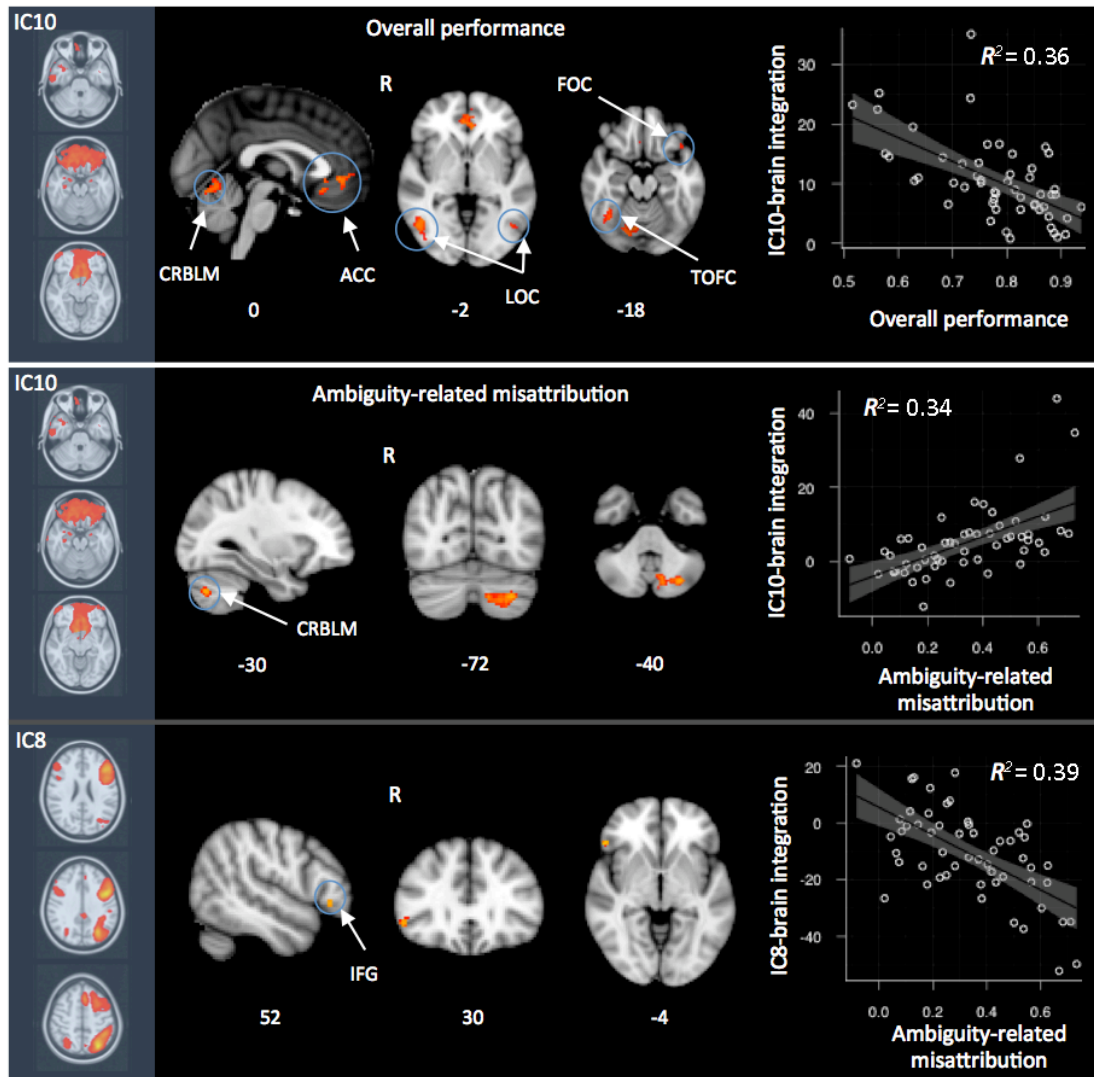 IC10
Overall performance
R
FOC
CRBLM
ACC
LOC
TOFC
0
-2
-18
R² = 0.36
IC10-brain integration
30
20
10
0
0.5 0.6 0.7 0.8 0.9
Overall performance
IC10
Ambiguity-related misattribution
R
CRBLM
-30
-72
-40
R² = 0.34
IC10-brain integration
40
20
0
0.0 0.2 0.4 0.6
Ambiguity-related
misattribution
IC8
R
IFG
52
30
-4
R² = 0.39
IC8-brain integration
20
0
-20
-40
0.0 0.2 0.4 0.6
Ambiguity-related
misattribution